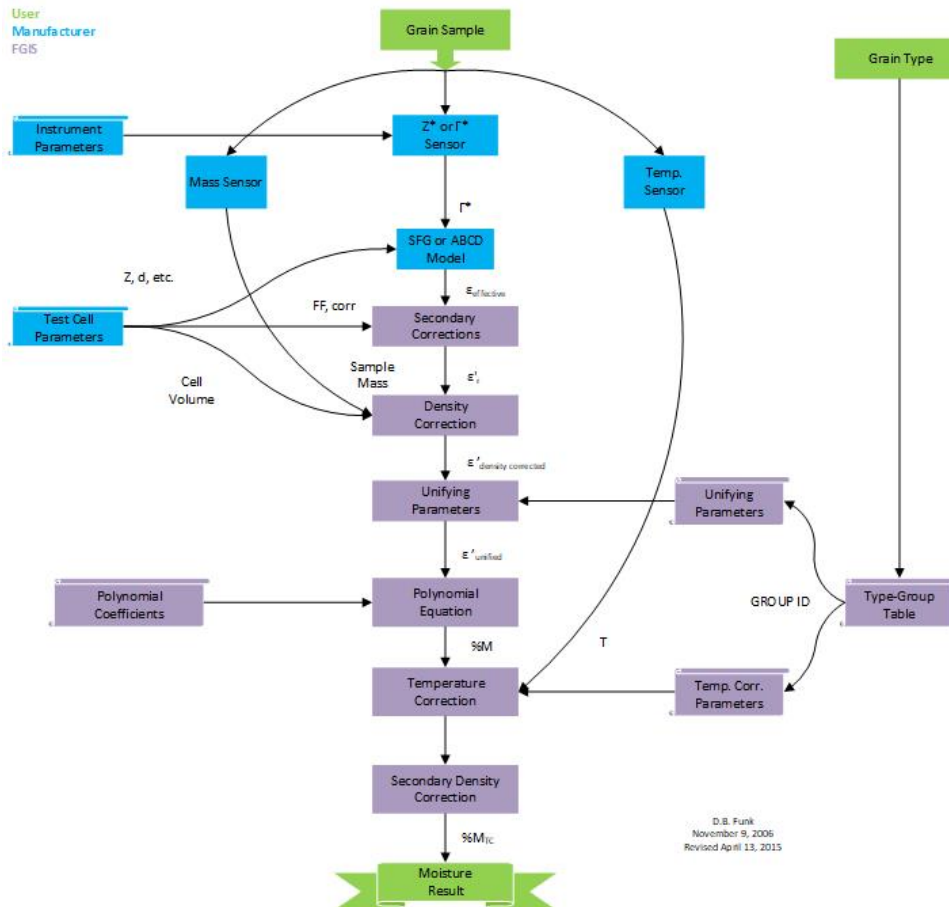 User
Manufacturer
FGIS
Grain Sample
Grain Type
Instrument
Parameters
Z* or Γ*
Sensor
Mass Sensor
Temp.
Sensor
Γ*
SFG or ABCD
Model
Z, d, etc.
εeffective
Test Cell
Parameters
FF, corr
Secondary
Corrections
Cell
Volume
Sample
Mass
ε'r
Density
Correction
ε'density corrected
Unifying
Parameters
Unifying
Parameters
ε'unified
Polynomial
Coefficients
Polynomial
Equation
GROUP ID
Type-Group
Table
%M
T
Temperature
Correction
Temp. Corr.
Parameters
Secondary Density
Correction
%MTC
D.B. Funk
November 9, 2006
Revised April 13, 2015
Moisture
Result